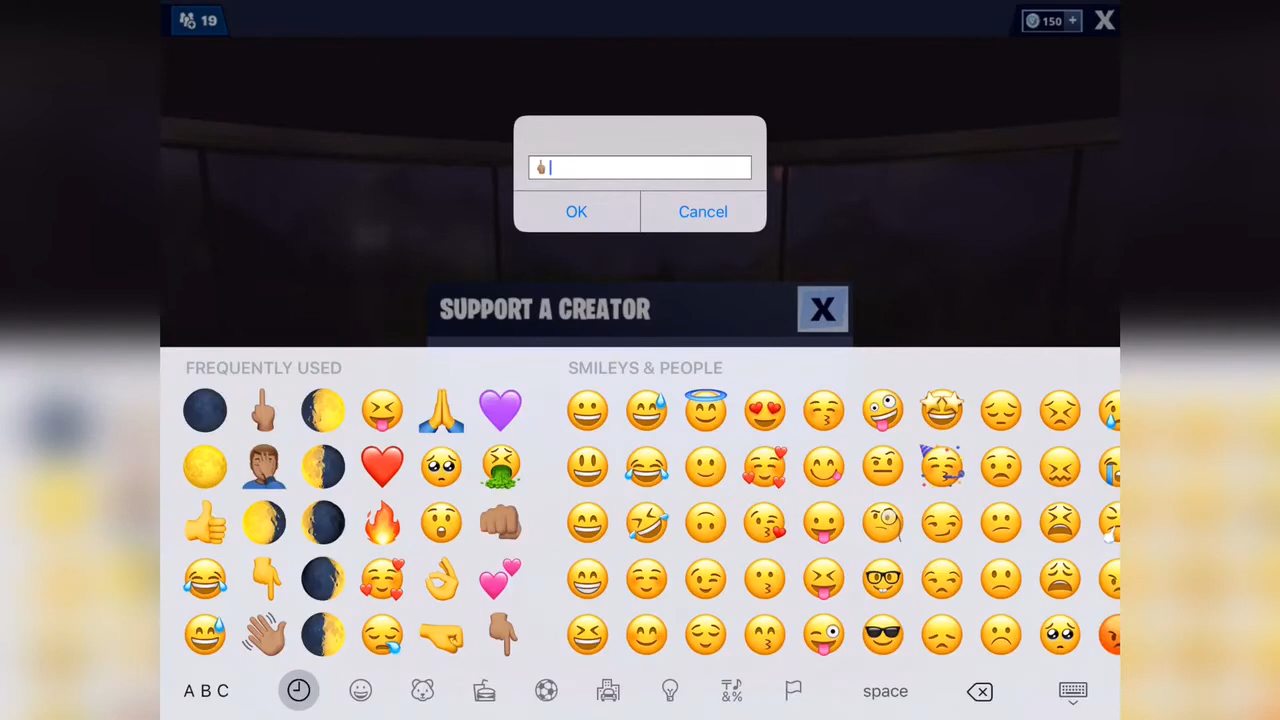 19
150 +
X
🖕🏽
OK
Cancel
SUPPORT A CREATOR
X
FREQUENTLY USED
SMILEYS & PEOPLE
A B C
T♪
&%
space